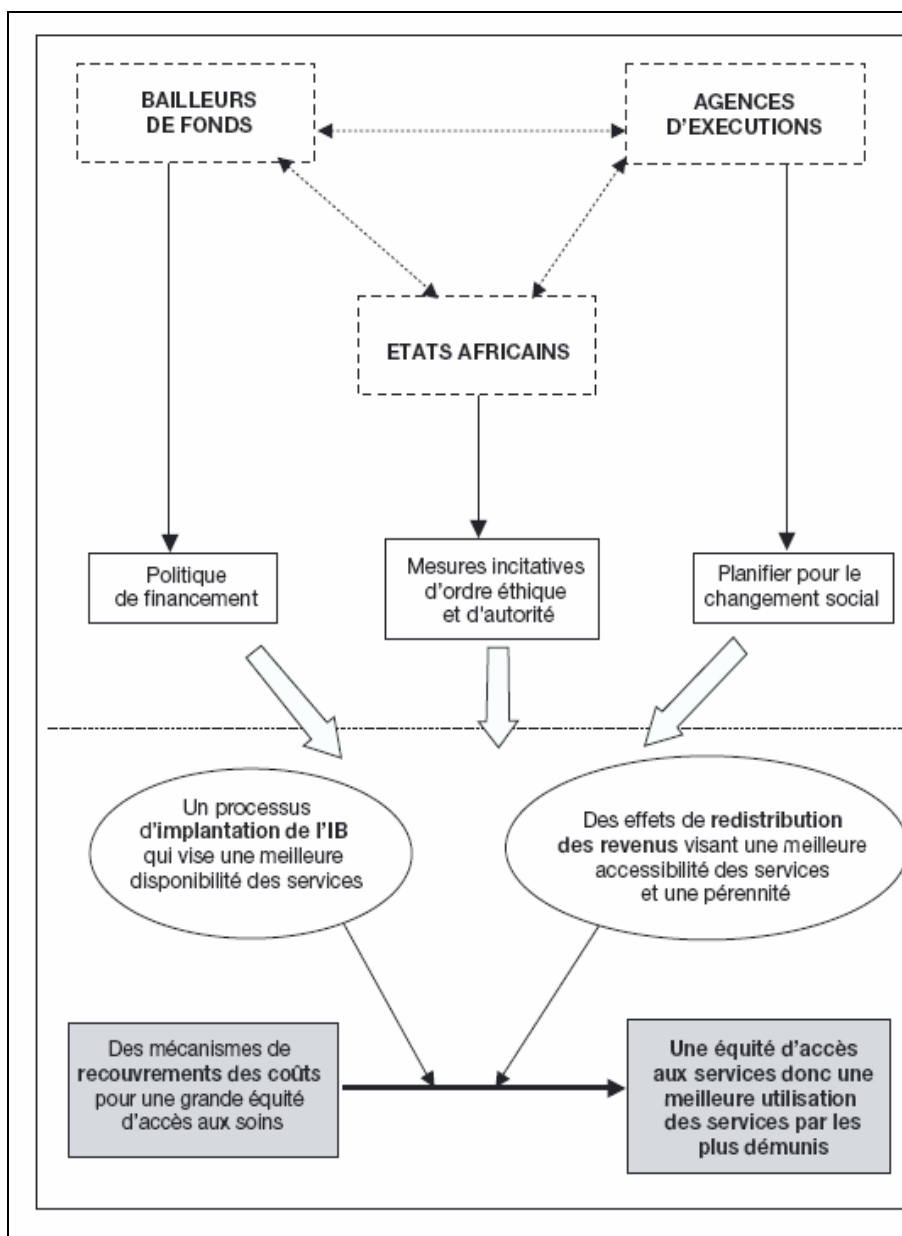 BAILLEURS
DE FONDS
AGENCES
D'EXECUTIONS
ETATS AFRICAINS
Politique
de financement
Mesures incitatives
d'ordre éthique
et d'autorité
Planifier pour le
changement social
Un processus
d'implantation de l'IB
qui vise une meilleure
disponibilité des services
Des effets de redistribution
des revenus visant une meilleure
accessibilité des services
et une pérennité
Des mécanismes de
recouvrements des coûts
pour une grande équité
d'accès aux soins
Une équité d'accès
aux services donc une
meilleure utilisation
des services par les
plus démunis